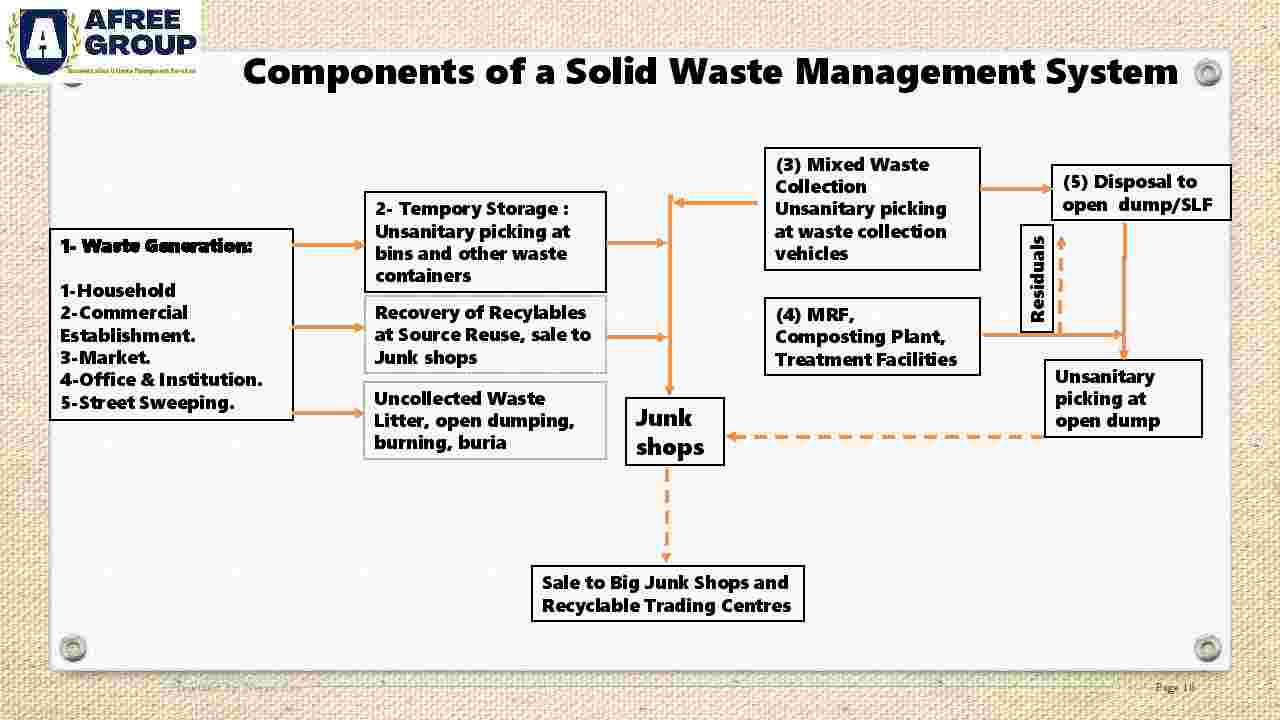 AFREE
GROUP
Components of a Solid Waste Management System
1- Waste Generation:
1-Household
2-Commercial
Establishment.
3-Market.
4-Office & Institution.
5-Street Sweeping.
2- Tempory Storage :
Unsanitary picking at
bins and other waste
containers
Recovery of Recylables
at Source Reuse, sale to
Junk shops
Uncollected Waste
Litter, open dumping,
burning, buria
(3) Mixed Waste
Collection
Unsanitary picking
at waste collection
vehicles
(4) MRF,
Composting Plant,
Treatment Facilities
(5) Disposal to
open dump/SLF
Residuals
Unsanitary
picking at
open dump
Junk
shops
Sale to Big Junk Shops and
Recyclable Trading Centres
Page 18